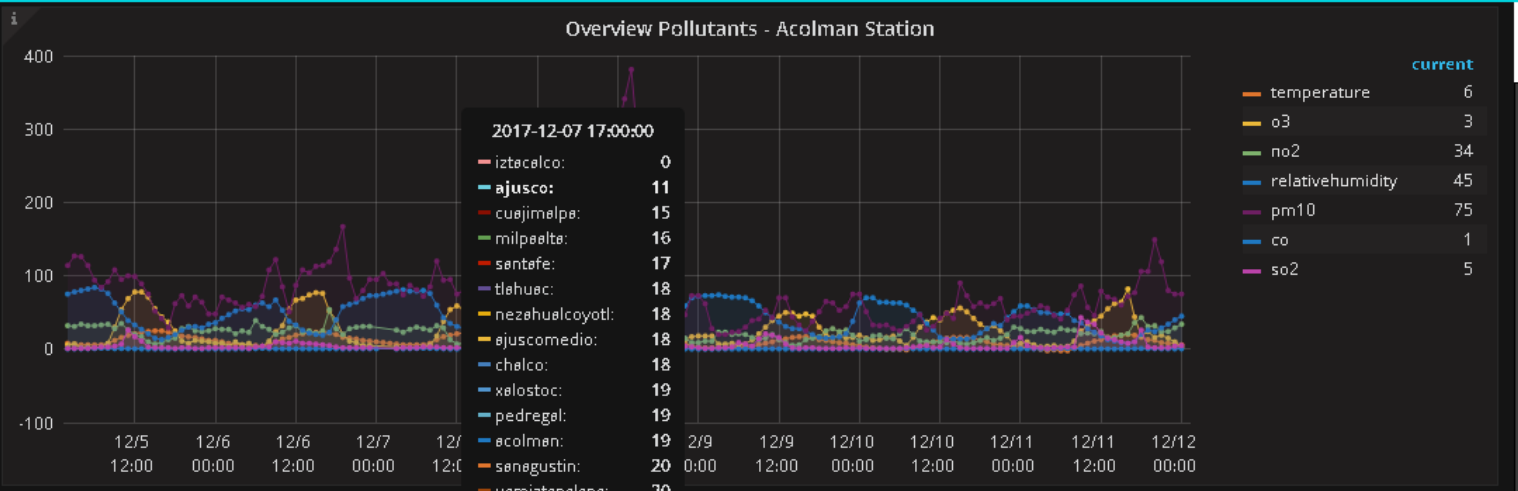 i
Overview Pollutants - Acolman Station
400
300
200
100
0
-100
12/5 12:00
12/6 00:00
12/6 12:00
12/7 00:00
2/9
12/9 12:00
12/10 00:00
12/10 12:00
12/11 00:00
12/11 12:00
12/12 00:00
2017-12-07 17:00:00
iztacalco: 0
ajusco: 11
cuajimalpa: 15
milpaalta: 16
santafe: 17
tlahuac: 18
nezahualcoyotl: 18
ajuscomedio: 18
chalco: 18
xalostoc: 19
pedregal: 19
acolman: 19
sanagustin: 20
current
temperature 6
o3 3
no2 34
relativehumidity 45
pm10 75
co 1
so2 5